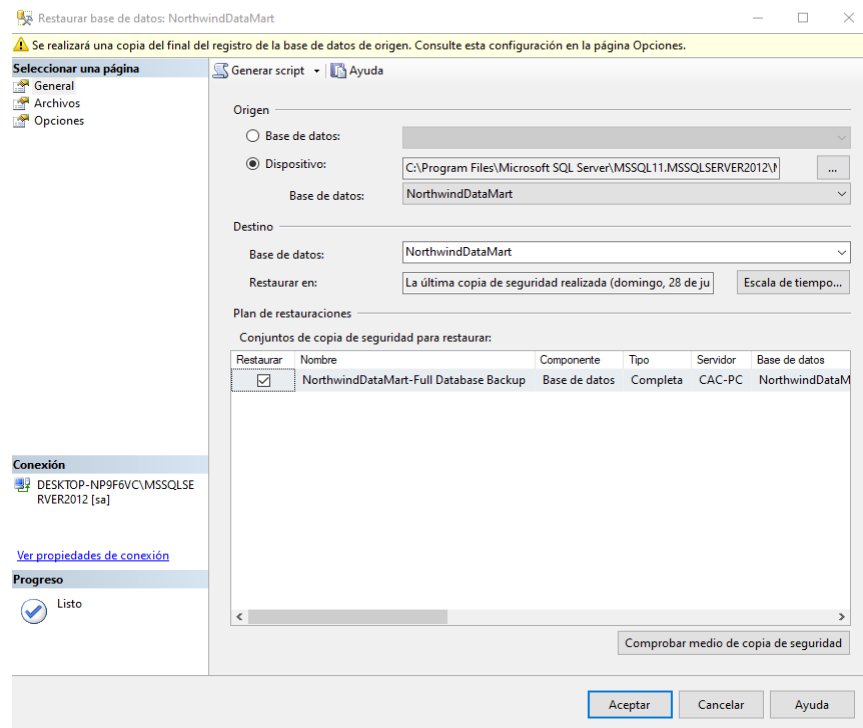 Restaurar base de datos: NorthwindDataMart
Se realizará una copia del final del registro de la base de datos de origen. Consulte esta configuración en la página Opciones.
Seleccionar una página
General
Archivos
Opciones
Generar script
Ayuda
Origen
Base de datos:
Dispositivo:
C:\Program Files\Microsoft SQL Server\MSSQL11.MSSQLSERVER2012\
...
Base de datos:
NorthwindDataMart
Destino
Base de datos:
NorthwindDataMart
Restaurar en:
La última copia de seguridad realizada (domingo, 28 de ju
Escala de tiempo...
Plan de restauraciones
Conjuntos de copia de seguridad para restaurar:
Restaurar Nombre Componente Tipo Servidor Base de datos
NorthwindDataMart-Full Database Backup Base de datos Completa CAC-PC NorthwindDataM
Conexión
DESKTOP-NP9F6VC\MSSQLSE
RVER2012 [sa]
Ver propiedades de conexión
Progreso
Listo
Comprobar medio de copia de seguridad
Aceptar
Cancelar
Ayuda